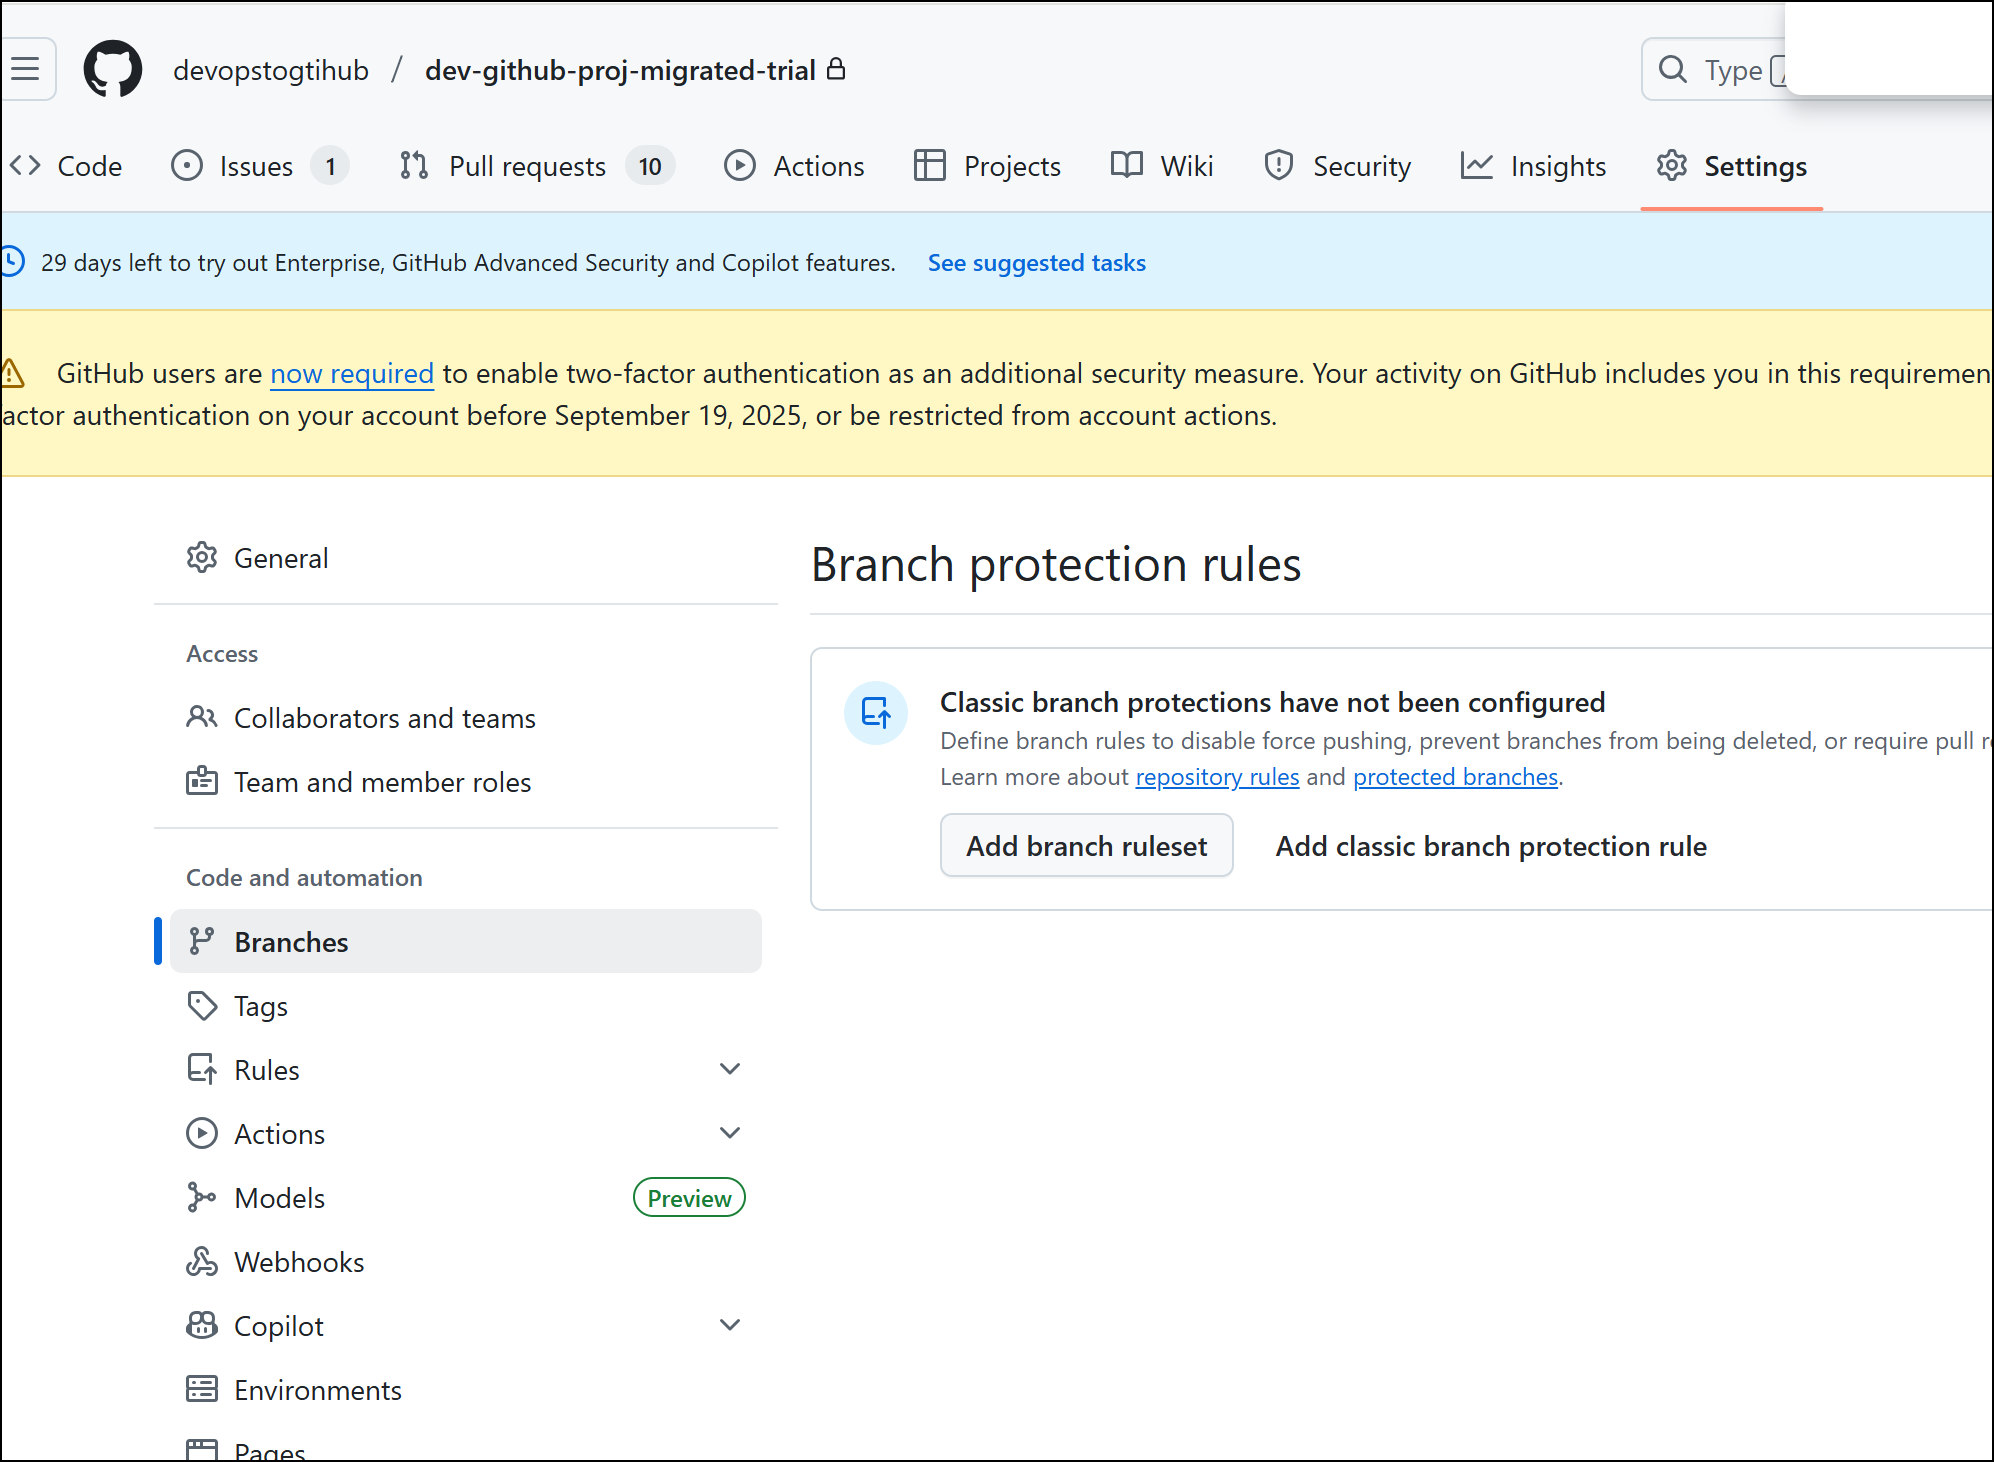 devopstogtihub / dev-github-proj-migrated-trial
Type
Code
Issues 1
Pull requests 10
Actions
Projects
Wiki
Security
Insights
Settings
29 days left to try out Enterprise, GitHub Advanced Security and Copilot features. See suggested tasks
GitHub users are now required to enable two-factor authentication as an additional security measure. Your activity on GitHub includes you in this requiremen
actor authentication on your account before September 19, 2025, or be restricted from account actions.
General
Access
Collaborators and teams
Team and member roles
Code and automation
Branches
Tags
Rules
Actions
Models Preview
Webhooks
Copilot
Environments
Pages
Branch protection rules
Classic branch protections have not been configured
Define branch rules to disable force pushing, prevent branches from being deleted, or require pull r
Learn more about repository rules and protected branches.
Add branch ruleset
Add classic branch protection rule